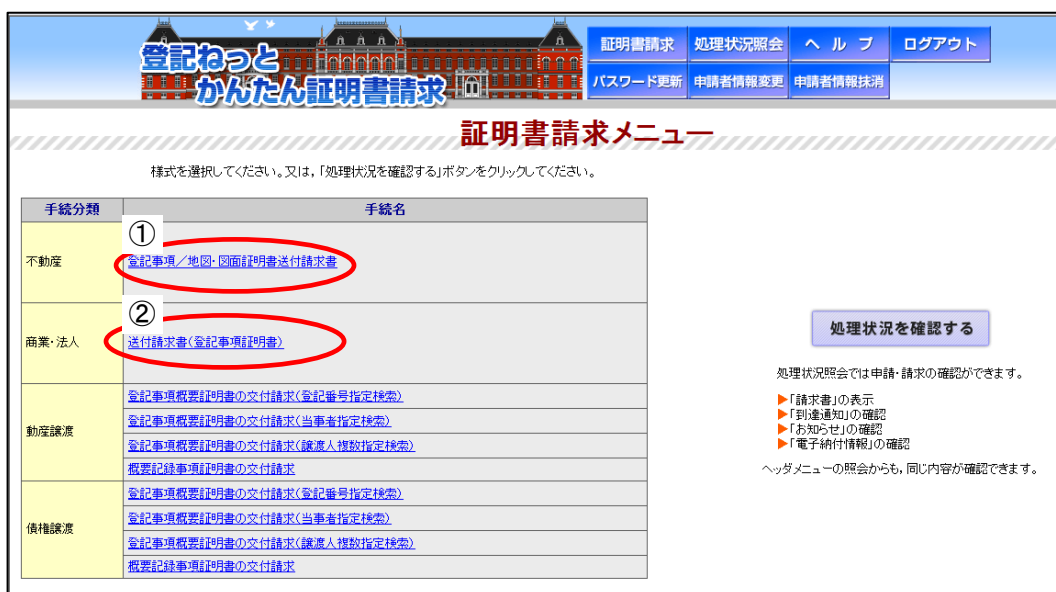 登記ねっと
かんたん証明書請求
証明書請求 処理状況照会 ヘルプ ログアウト
パスワード更新 申請者情報変更 申請者情報抹消
証明書請求メニュー
様式を選択してください。又は,「処理状況を確認する」ボタンをクリックしてください。
手続分類 手続名
①
不動産 登記事項/地図・図面証明書送付請求書
②
商業・法人 送付請求書(登記事項証明書)
動産譲渡
登記事項概要証明書の交付請求(登記番号指定検索)
登記事項概要証明書の交付請求(当事者指定検索)
登記事項概要証明書の交付請求(譲渡人複数指定検索)
概要記録事項証明書の交付請求
債権譲渡
登記事項概要証明書の交付請求(登記番号指定検索)
登記事項概要証明書の交付請求(当事者指定検索)
登記事項概要証明書の交付請求(譲渡人複数指定検索)
概要記録事項証明書の交付請求
処理状況を確認する
処理状況照会では申請・請求の確認ができます。
▶「請求書」の表示
▶「到達通知」の確認
▶「お知らせ」の確認
▶「電子納付情報」の確認
ヘッダメニューの照会からも,同じ内容が確認できます。